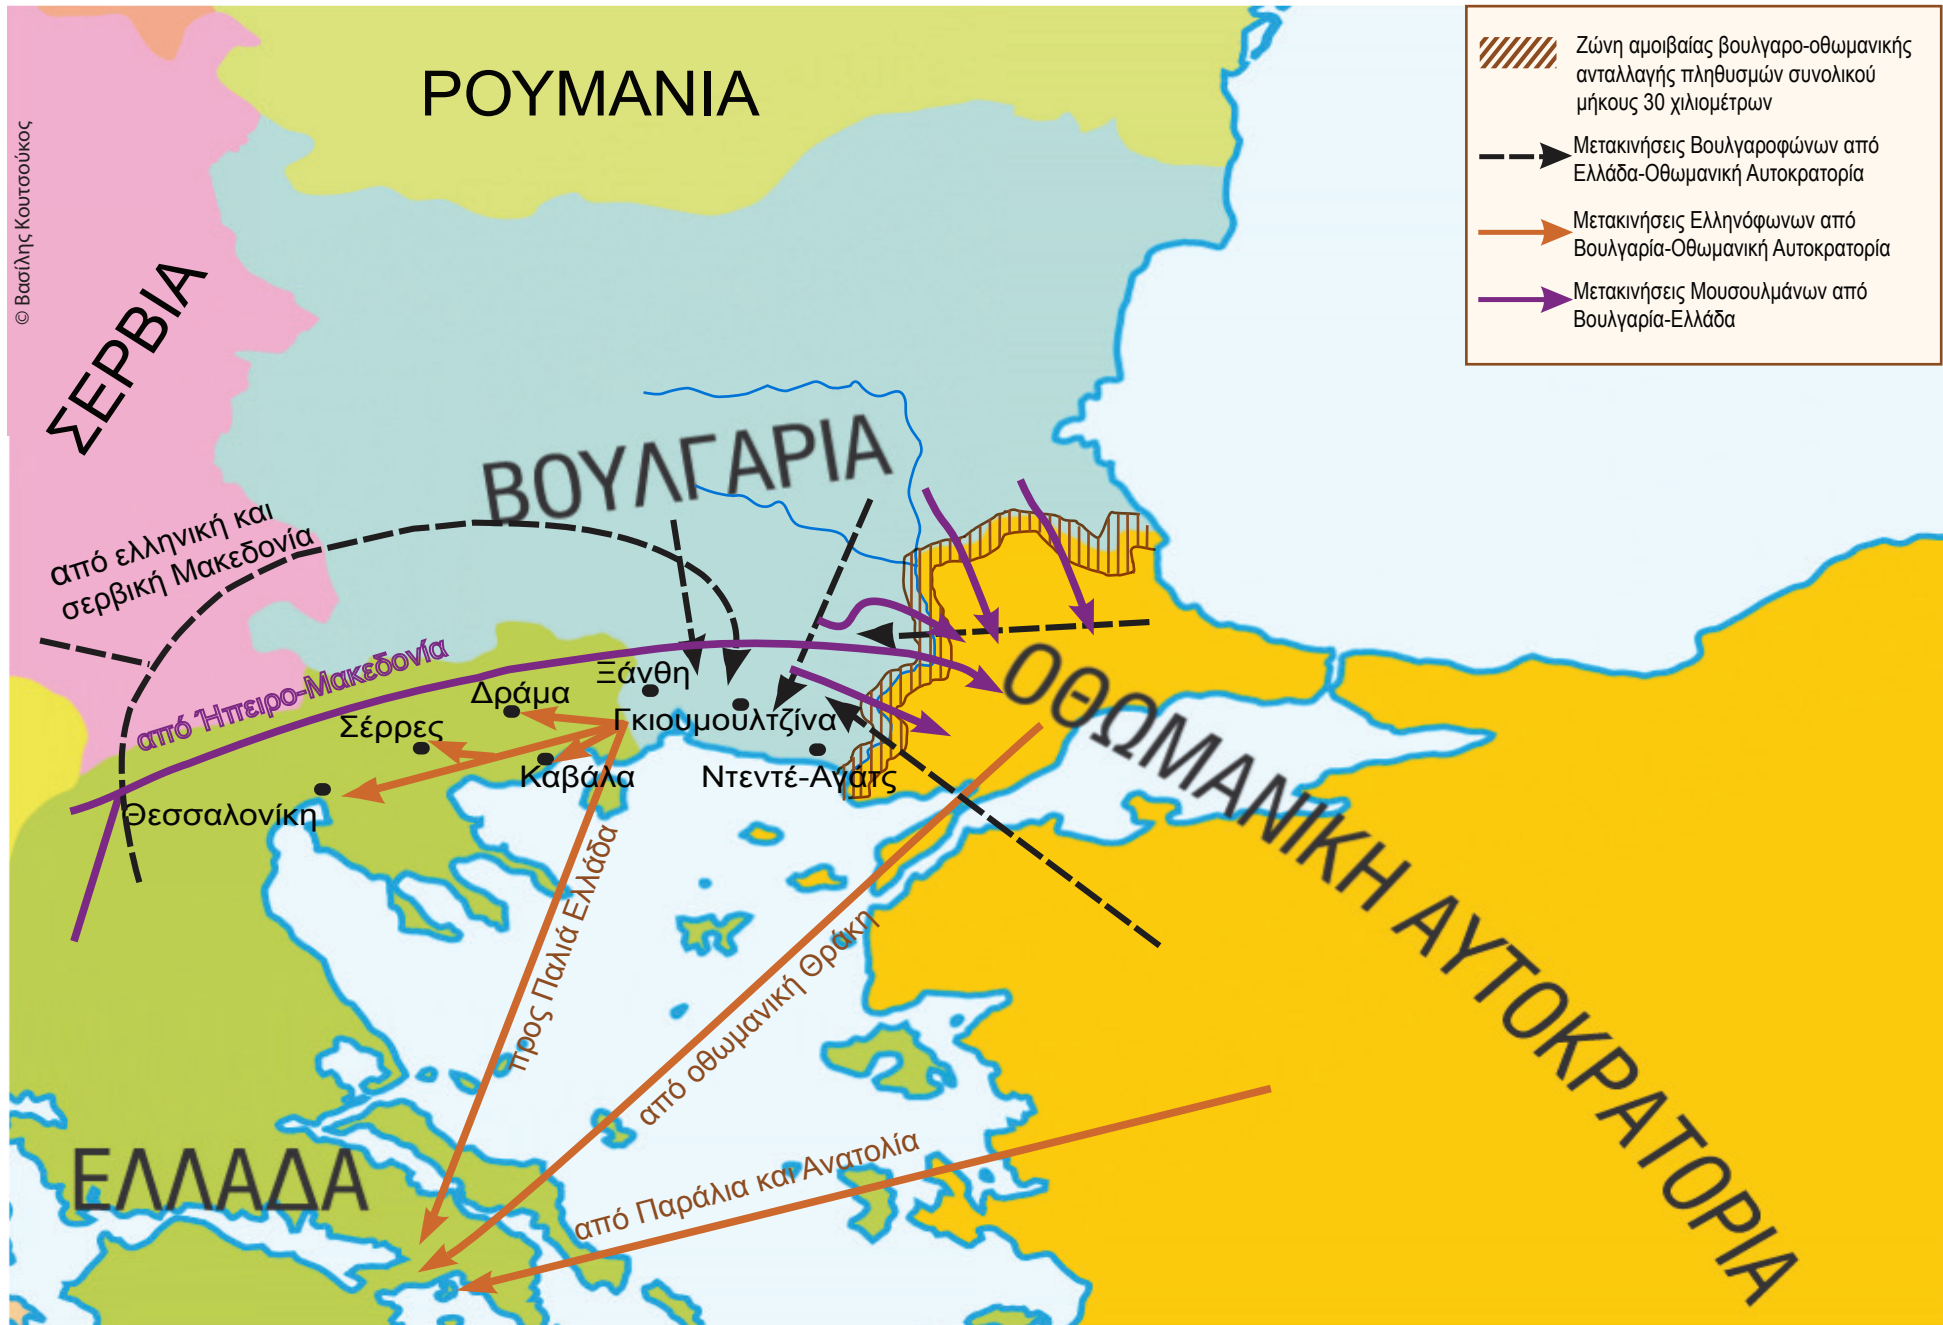 ΡΟΥΜΑΝΙΑ
Ζώνη αμοιβαίας βουλγαρο-οθωμανικής
ανταλλαγής πληθυσμών συνολικού
μήκους 30 χιλιομέτρων
Μετακινήσεις Βουλγαροφώνων από
Ελλάδα-Οθωμανική Αυτοκρατορία
Μετακινήσεις Ελληνόφωνων από
Βουλγαρία-Οθωμανική Αυτοκρατορία
Μετακινήσεις Μουσουλμάνων από
Βουλγαρία-Ελλάδα
© Βασίλης Κουτσούκος
ΣΕΡΒΙΑ
ΒΟΥΛΓΑΡΙΑ
από ελληνική και
σερβική Μακεδονία
από Ήπειρο-Μακεδονία
Ξάνθη
Δράμα
Γκιουμουλτζίνα
Σέρρες
Καβάλα
Ντεντέ-Αγάτς
Θεσσαλονίκη
ΟΘΩΜΑΝΙΚΗ ΑΥΤΟΚΡΑΤΟΡΙΑ
προς Παλιά Ελλάδα
από οθωμανική Θράκη
από Παράλια και Ανατολία
ΕΛΛΑΔΑ